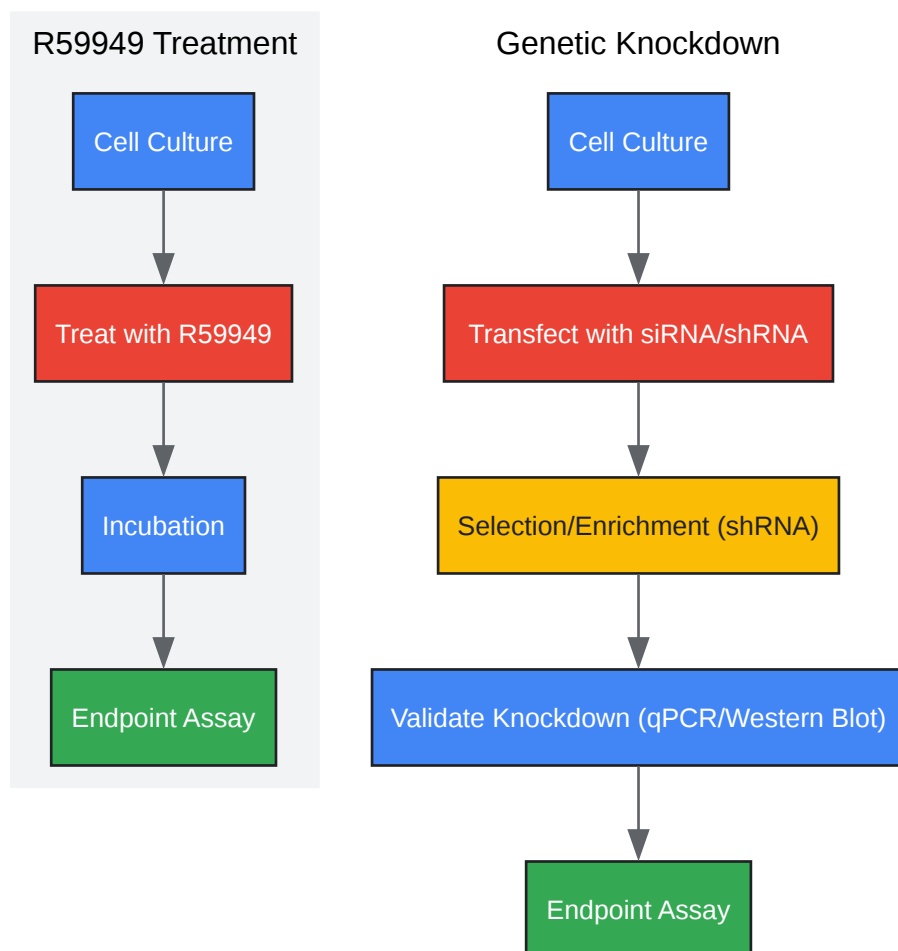 R59949 Treatment
Cell Culture
Treat with R59949
Incubation
Endpoint Assay
Genetic Knockdown
Cell Culture
Transfect with siRNA/shRNA
Selection/Enrichment (shRNA)
Validate Knockdown (qPCR/Western Blot)
Endpoint Assay